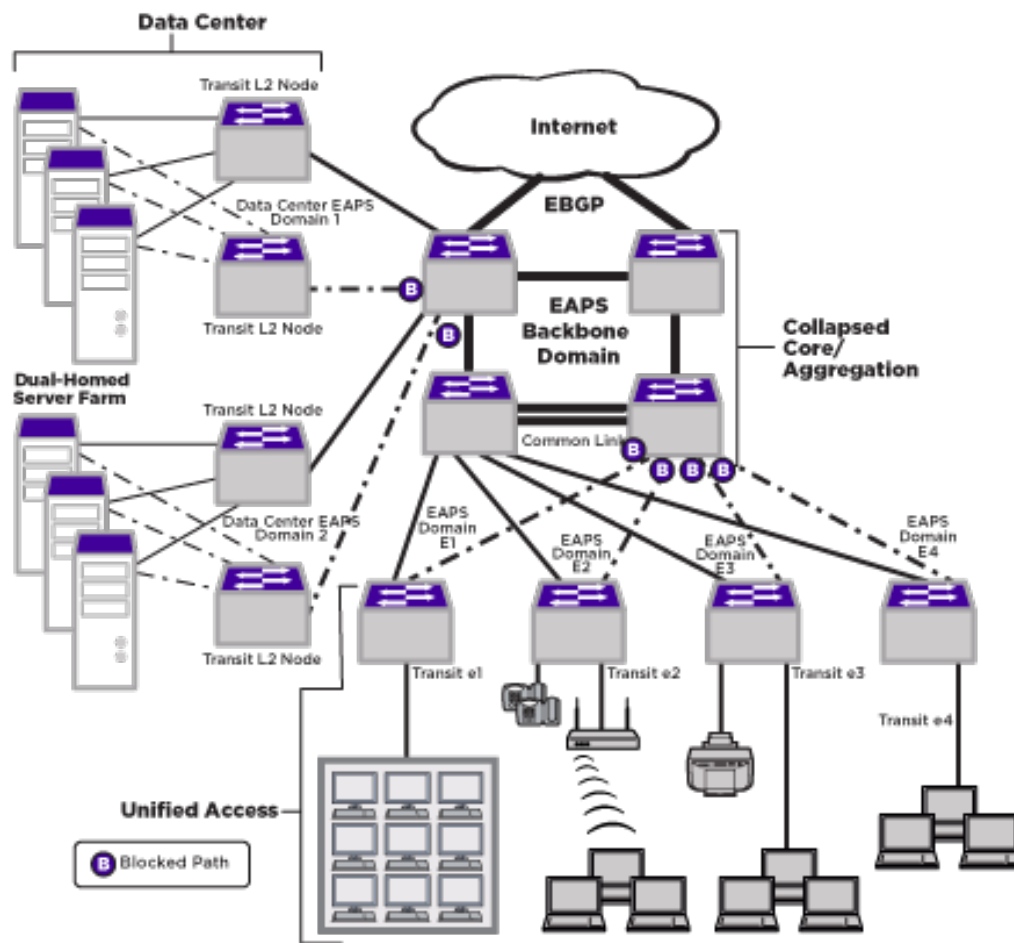 Data Center
Transit L2 Node
Internet
EBGP
Data Center EAPS
Domain 1
B
Transit L2 Node
EAPS
Backbone
Domain
B
Collapsed
Core/
Aggregation
Dual-Homed
Server Farm
Transit L2 Node
Common Link
B
B
B
B
Data Center EAPS
Domain 2
EAPS
Domain
E1
EAPS
Domain
E2
EAPS
Domain
E3
EAPS
Domain
E4
Transit L2 Node
Transit e1
Transit e2
Transit e3
Transit e4
Unified Access
B Blocked Path